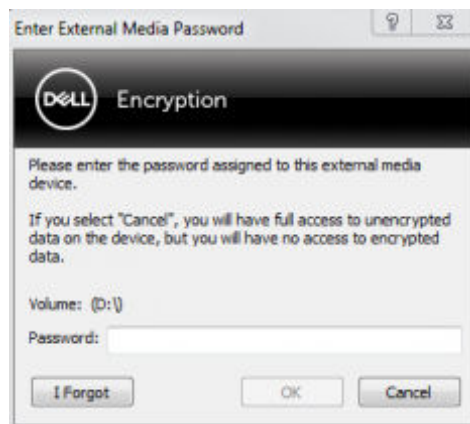 Enter External Media Password
DELL Encryption
Please enter the password assigned to this external media
device.
If you select "Cancel", you will have full access to unencrypted
data on the device, but you will have no access to encrypted
data.
Volume: (D:\)
Password:
I Forgot OK Cancel